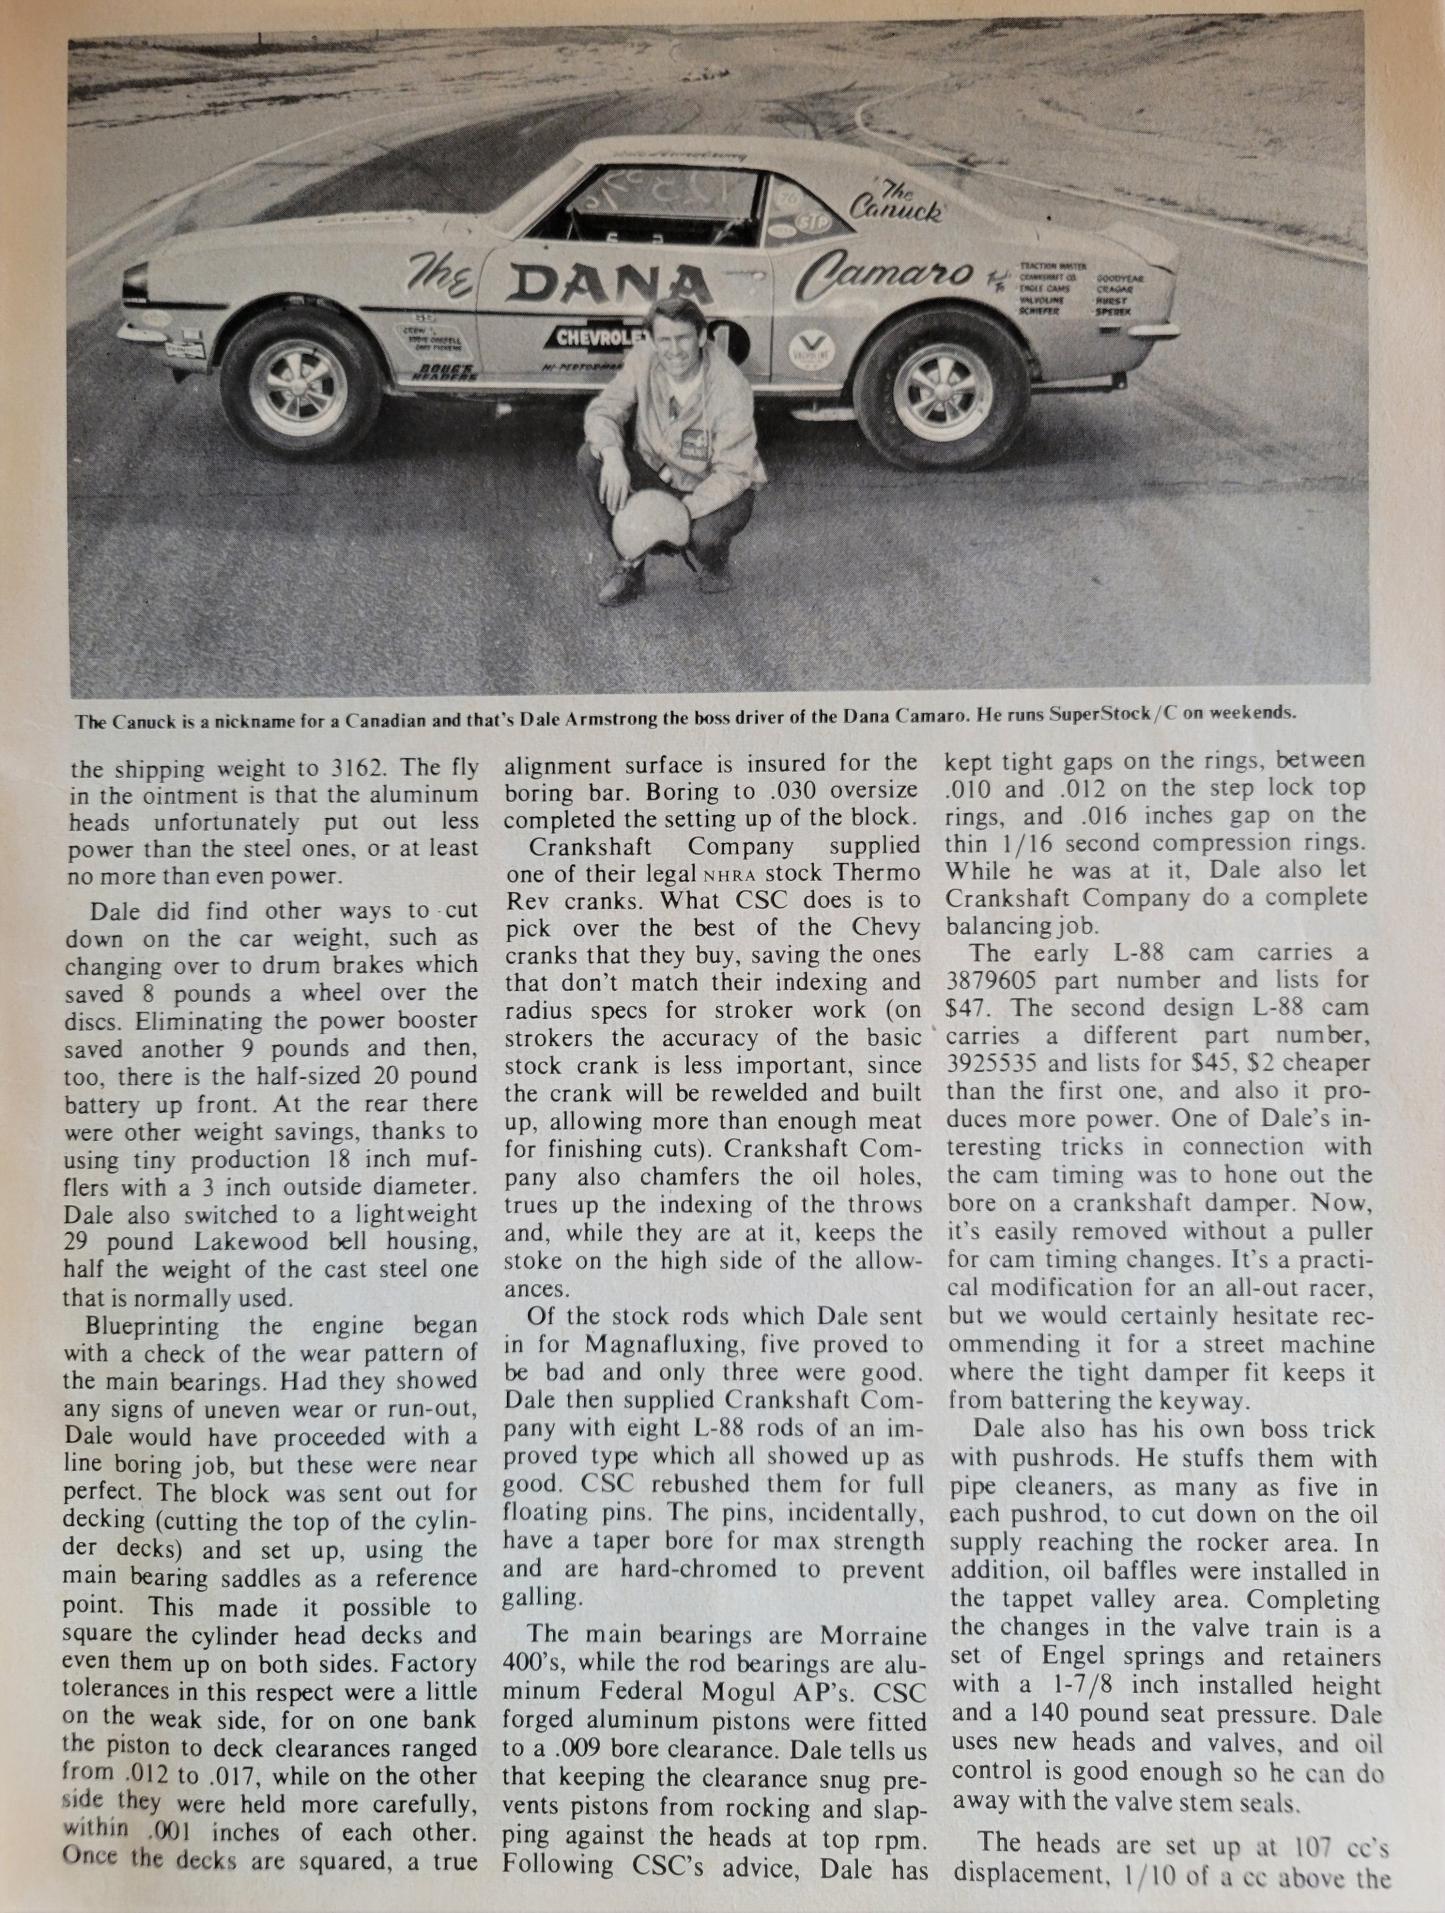 The
Canuck
STP
The DANA Camaro
TRACTION MASTER
CRANKSHAFT CO.
ENGLE CAMS
VALVOLINE
SCHIEFER
GOODYEAR
CRAGAR
HURST
SPEREX
CHEVROLE
VALVOLINE
CREW
DOUG'S
HEADERS
HI-PERFORMAN
The Canuck is a nickname for a Canadian and that's Dale Armstrong the boss driver of the Dana Camaro. He runs SuperStock/C on weekends.
the shipping weight to 3162. The fly
in the ointment is that the aluminum
heads unfortunately put out less
power than the steel ones, or at least
no more than even power.
Dale did find other ways to cut
down on the car weight, such as
changing over to drum brakes which
saved 8 pounds a wheel over the
discs. Eliminating the power booster
saved another 9 pounds and then,
too, there is the half-sized 20 pound
battery up front. At the rear there
were other weight savings, thanks to
using tiny production 18 inch muf-
flers with a 3 inch outside diameter.
Dale also switched to a lightweight
29 pound Lakewood bell housing,
half the weight of the cast steel one
that is normally used.
Blueprinting the engine began
with a check of the wear pattern of
the main bearings. Had they showed
any signs of uneven wear or run-out,
Dale would have proceeded with a
line boring job, but these were near
perfect. The block was sent out for
decking (cutting the top of the cylin-
der decks) and set up, using the
main bearing saddles as a reference
point. This made it possible to
square the cylinder head decks and
even them up on both sides. Factory
tolerances in this respect were a little
on the weak side, for on one bank
the piston to deck clearances ranged
from .012 to .017, while on the other
side they were held more carefully,
within .001 inches of each other.
Once the decks are squared, a true
alignment surface is insured for the
boring bar. Boring to .030 oversize
completed the setting up of the block.
Crankshaft Company supplied
one of their legal NHRA stock Thermo
Rev cranks. What CSC does is to
pick over the best of the Chevy
cranks that they buy, saving the ones
that don't match their indexing and
radius specs for stroker work (on
strokers the accuracy of the basic
stock crank is less important, since
the crank will be rewelded and built
up, allowing more than enough meat
for finishing cuts). Crankshaft Com-
pany also chamfers the oil holes,
trues up the indexing of the throws
and, while they are at it, keeps the
stoke on the high side of the allow-
ances.
Of the stock rods which Dale sent
in for Magnafluxing, five proved to
be bad and only three were good.
Dale then supplied Crankshaft Com-
pany with eight L-88 rods of an im-
proved type which all showed up as
good. CSC rebushed them for full
floating pins. The pins, incidentally,
have a taper bore for max strength
and are hard-chromed to prevent
galling.
The main bearings are Morraine
400's, while the rod bearings are alu-
minum Federal Mogul AP's. CSC
forged aluminum pistons were fitted
to a .009 bore clearance. Dale tells us
that keeping the clearance snug pre-
vents pistons from rocking and slap-
ping against the heads at top rpm.
Following CSC's advice, Dale has
kept tight gaps on the rings, between
.010 and .012 on the step lock top
rings, and .016 inches gap on the
thin 1/16 second compression rings.
While he was at it, Dale also let
Crankshaft Company do a complete
balancing job.
The early L-88 cam carries a
3879605 part number and lists for
$47. The second design L-88 cam
carries a different part number,
3925535 and lists for $45, $2 cheaper
than the first one, and also it pro-
duces more power. One of Dale's in-
teresting tricks in connection with
the cam timing was to hone out the
bore on a crankshaft damper. Now,
it's easily removed without a puller
for cam timing changes. It's a practi-
cal modification for an all-out racer,
but we would certainly hesitate rec-
ommending it for a street machine
where the tight damper fit keeps it
from battering the keyway.
Dale also has his own boss trick
with pushrods. He stuffs them with
pipe cleaners, as many as five in
each pushrod, to cut down on the oil
supply reaching the rocker area. In
addition, oil baffles were installed in
the tappet valley area. Completing
the changes in the valve train is a
set of Engel springs and retainers
with a 1-7/8 inch installed height
and a 140 pound seat pressure. Dale
uses new heads and valves, and oil
control is good enough so he can do
away with the valve stem seals.
The heads are set up at 107 cc's
displacement, 1/10 of a cc above the